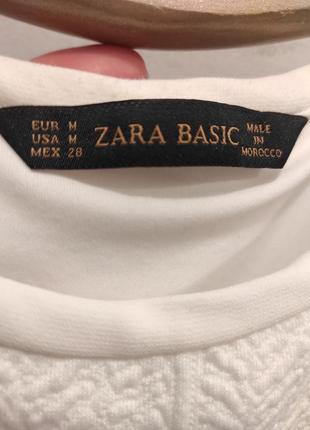 EUR M
USA M
MEX 28
ZARA BASIC
MADE
IN
MOROCCO